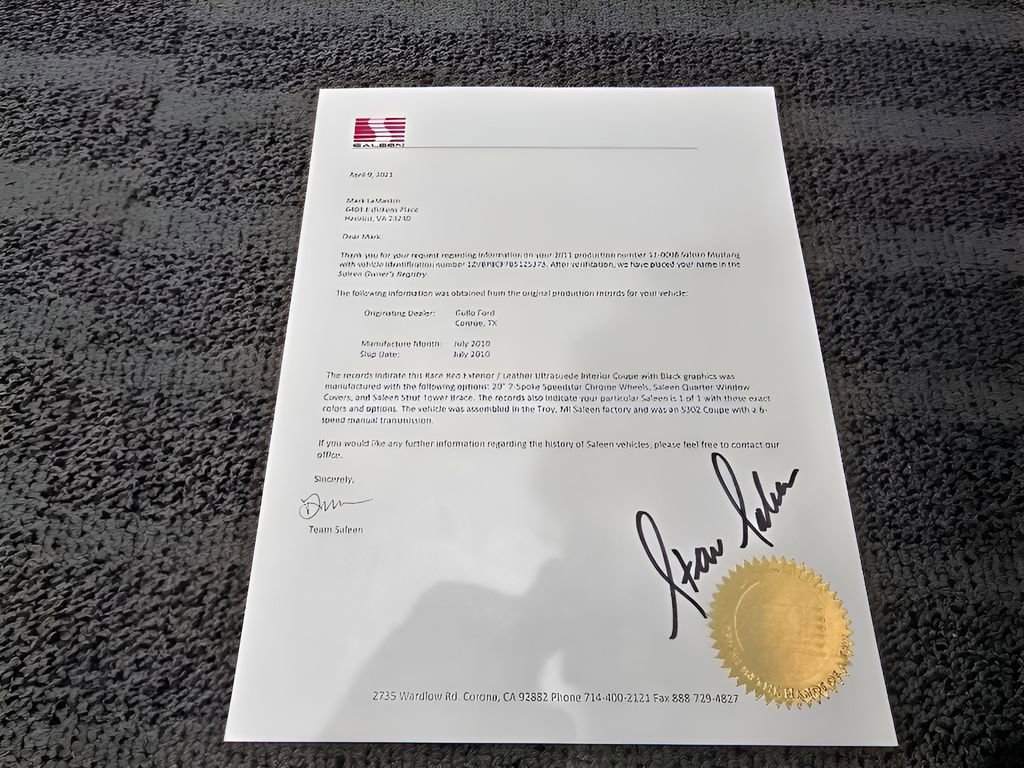 SALEEN
April 9, 2021
Mark
VA
Dear Mark:
Thank you for your request regarding information on your 2011 production number Saleen Mustang
with vehicle identification number After verification, we have placed your name in the
Saleen Owner's Registry.
The following information was obtained from the original production records for your vehicle:
Originating Dealer: Ford
Conroe, TX
Manufacture Month: July 2010
Ship Date: July 2010
The records indicate this Race Red Exterior / Leather Ultrasuede Interior Coupe with Black graphics was
manufactured with the following options: 20" 7-Spoke Speedstar Chrome Wheels, Saleen Quarter Window
Covers, and Saleen Strut Tower Brace. The records also indicate your particular Saleen is 1 of 1 with these exact
colors and options. The vehicle was assembled in the Troy, MI Saleen factory and was an S302 Coupe with a 6-
speed manual transmission.
If you would like any further information regarding the history of Saleen vehicles, please feel free to contact our
office.
Sincerely,
Team Saleen
Steve Saleen
2735 Wardlow Rd. Corona, CA 92882 Phone 714-400-2121 Fax 888-729-4827